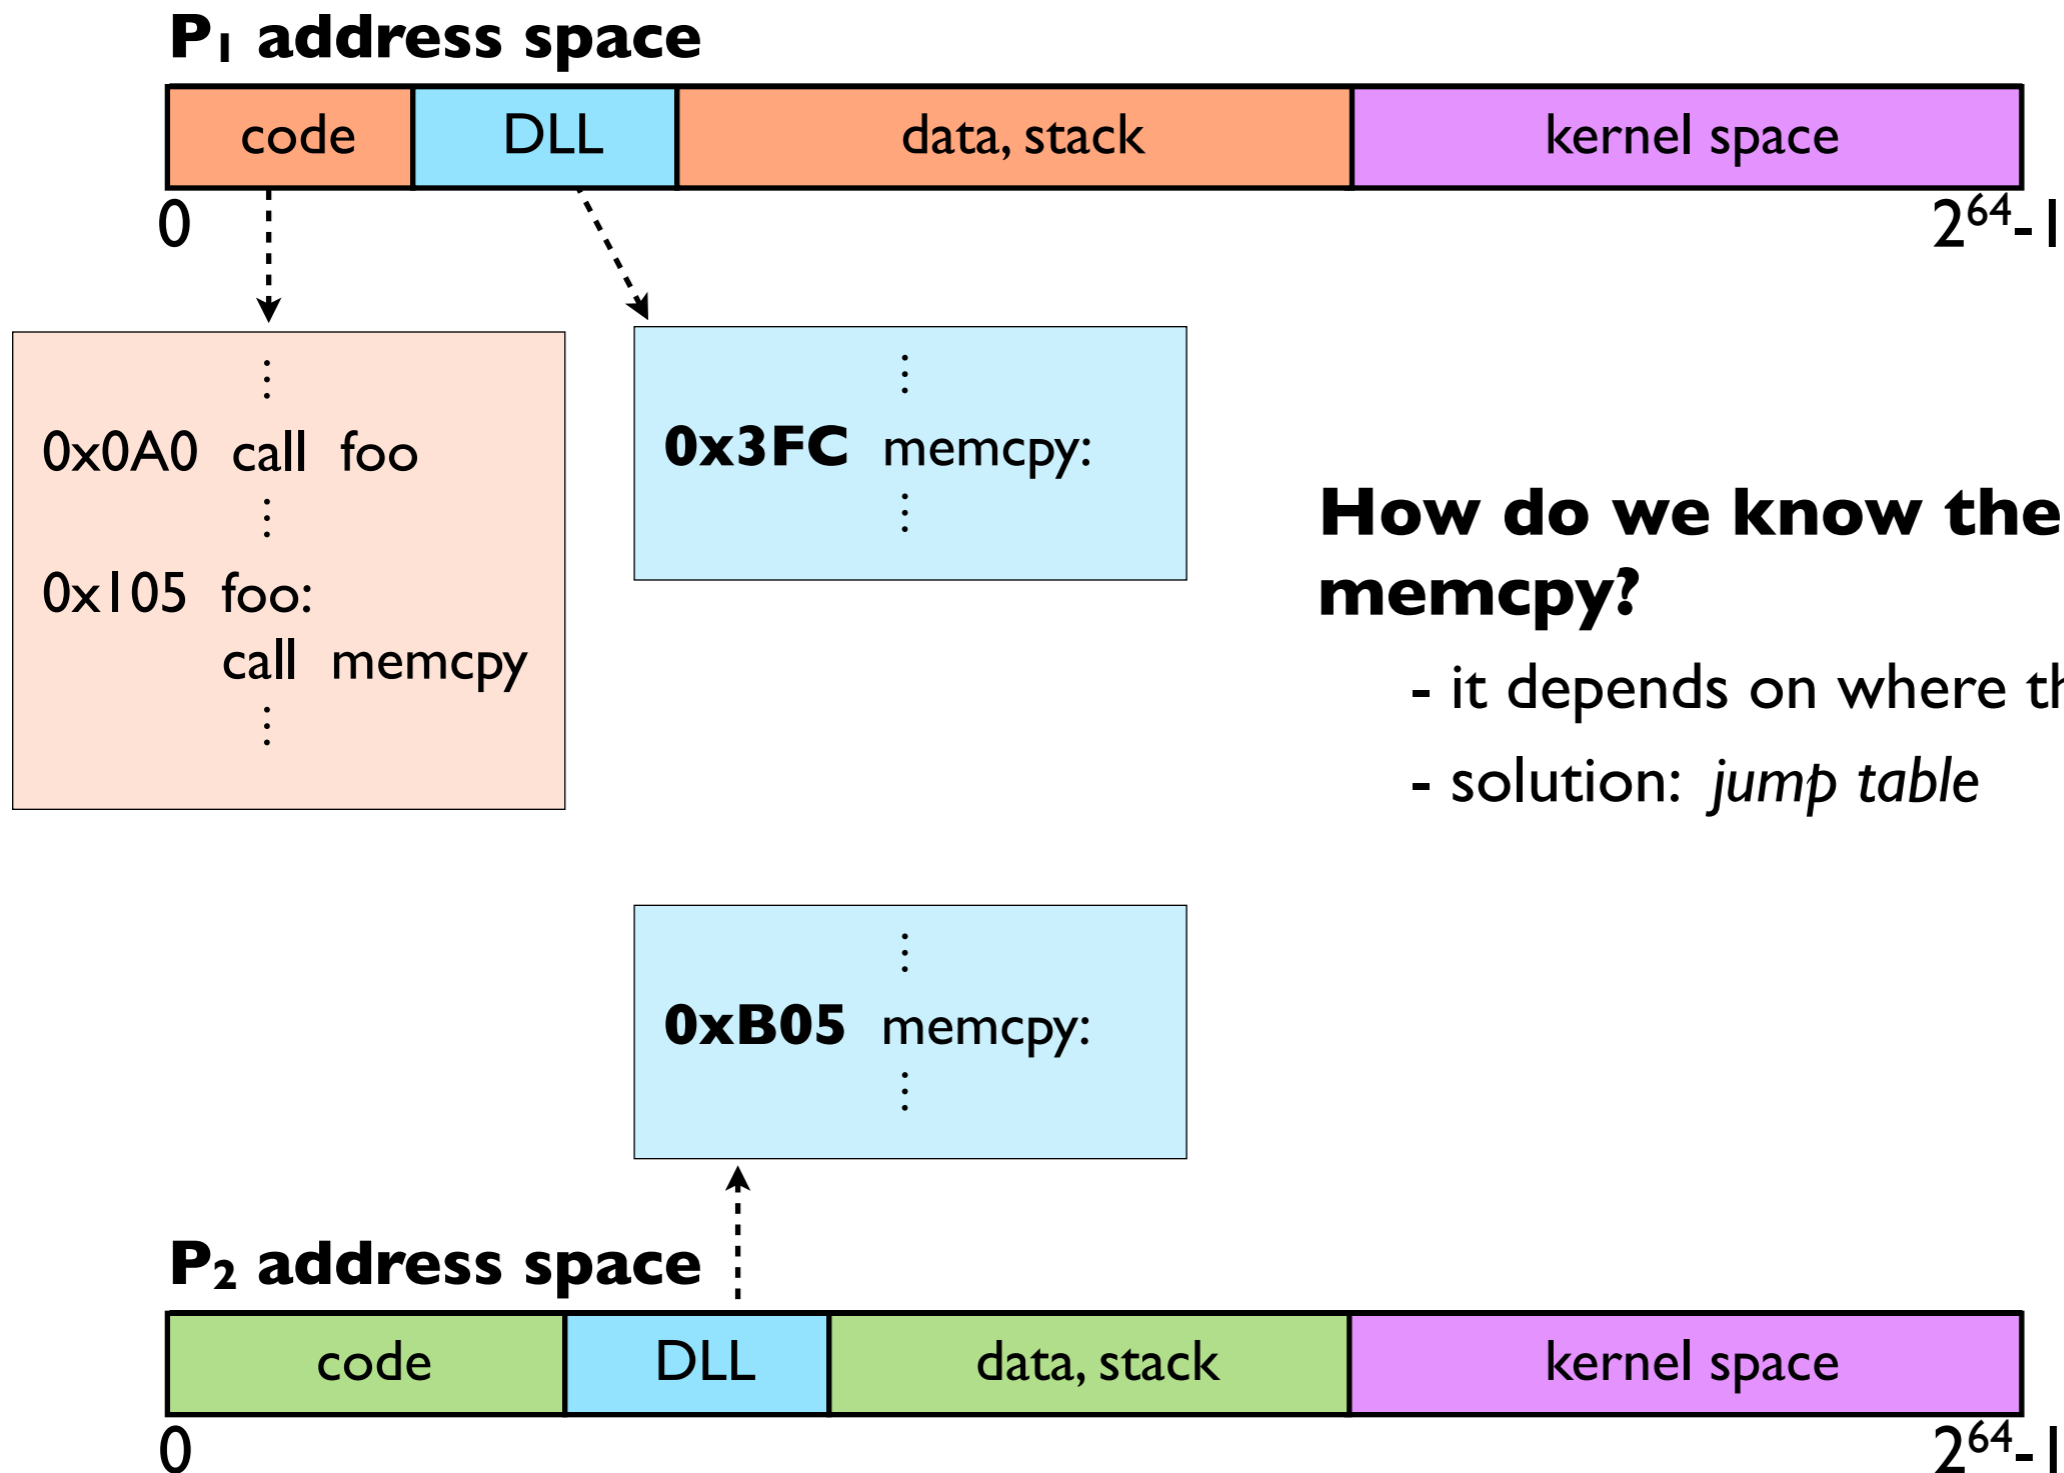 P₁ address space
code DLL data, stack kernel space
0 2⁶⁴-1
⋮
0x0A0 call foo
⋮
0x105 foo:
call memcpy
⋮
⋮
0x3FC memcpy:
⋮
How do we know the
memcpy?
- it depends on where
- solution: jump table
⋮
0xB05 memcpy:
⋮
P₂ address space
code DLL data, stack kernel space
0 2⁶⁴-1